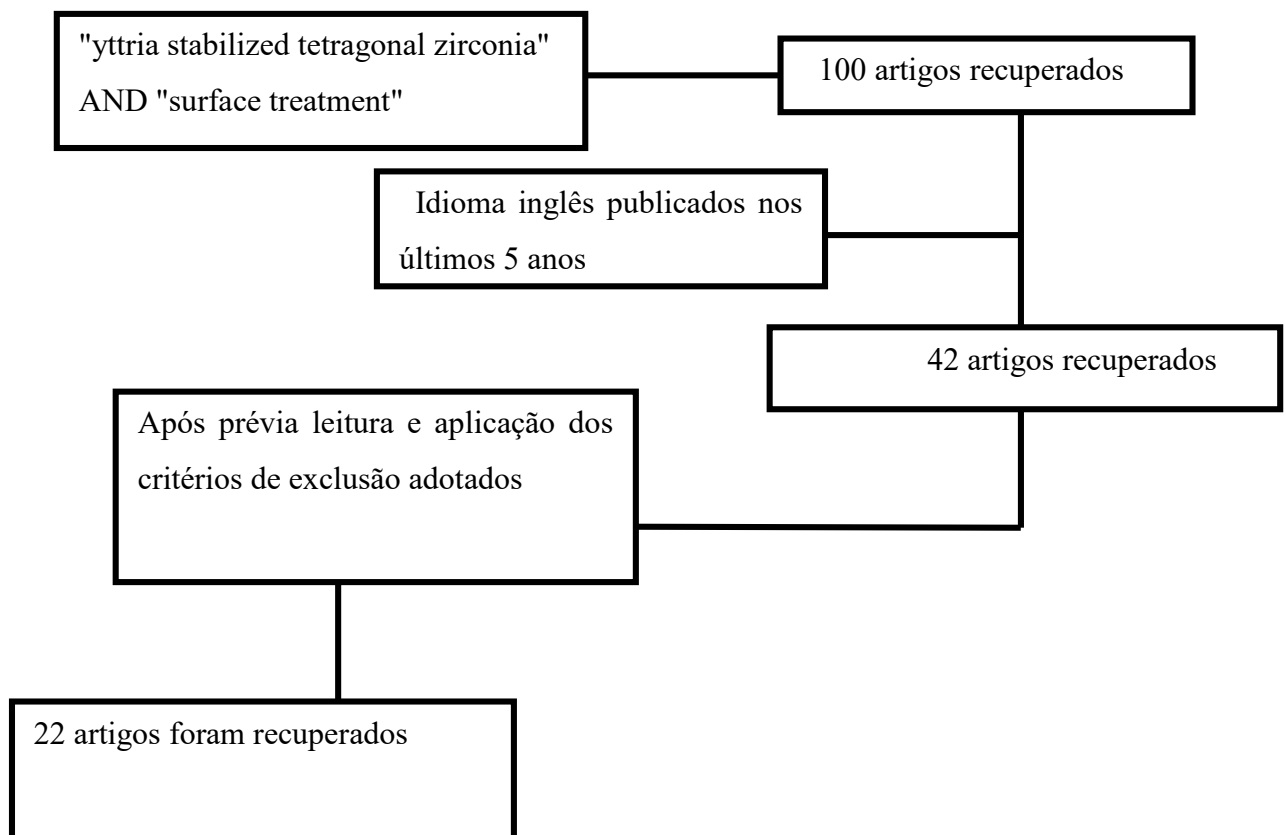 "yttria stabilized tetragonal zirconia"
AND "surface treatment"
100 artigos recuperados
Idioma inglês publicados nos
últimos 5 anos
42 artigos recuperados
Após prévia leitura e aplicação dos
critérios de exclusão adotados
22 artigos foram recuperados